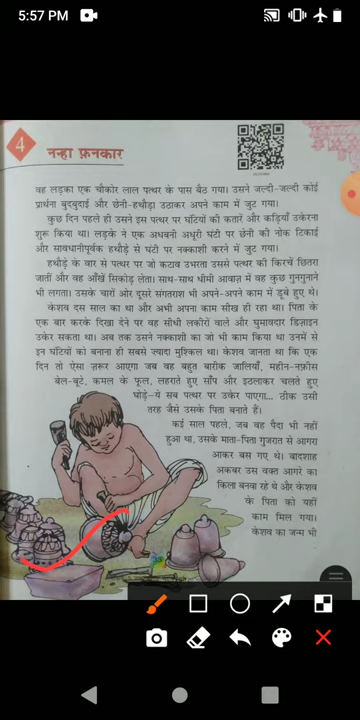 5:57 PM
4
नन्हा फ़नकार
वह लड़का एक चौकोर लाल पत्थर के पास बैठ गया। उसने जल्दी-जल्दी कोई
प्रार्थना बुदबुदाई और छेनी-हथौड़ा उठाकर अपने काम में जुट गया।
कुछ दिन पहले ही उसने इस पत्थर पर घंटियों की कतारें और कड़ियाँ उकेरना
शुरू किया था। लड़के ने एक अधबनी अधूरी घंटी पर छेनी की नोक टिकाई
और सावधानीपूर्वक हथौड़े से घंटी पर नक्काशी करने में जुट गया।
हथौड़े के वार से पत्थर पर जो कटाव उभरता उससे पत्थर की किरचें छितरा
जातीं और वह आँखें सिकोड़ लेता। साथ-साथ धीमी आवाज़ में वह कुछ गुनगुनाने
भी लगता। उसके चारों ओर दूसरे संगतराश भी अपने-अपने काम में डूबे हुए थे।
केशव दस साल का था और अभी अपना काम सीख ही रहा था। पिता के
एक बार करके दिखा देने पर वह सीधी लकीरों वाले और घुमावदार डिज़ाइन
उकेर सकता था। अब तक उसने नक्काशी का जो भी काम किया था उनमें से
इन घंटियों को बनाना ही सबसे ज्यादा मुश्किल था। केशव जानता था कि एक
दिन तो ऐसा ज़रूर आएगा जब वह बहुत बारीक जालियाँ, महीन-नफ़ीस
बेल-बूटे, कमल के फूल, लहराते हुए साँप और इठलाकर चलते हुए
घोड़े-ये सब पत्थर पर उकेर पाएगा... ठीक उसी
तरह जैसे उसके पिता बनाते हैं।
कई साल पहले, जब वह पैदा भी नहीं
हुआ था, उसके माता-पिता गुजरात से आगरा
आकर बस गए थे। बादशाह
अकबर उस वक्त आगरे का
किला बनवा रहे थे और केशव
के पिता को यहाँ
काम मिल गया।
केशव का जन्म भी